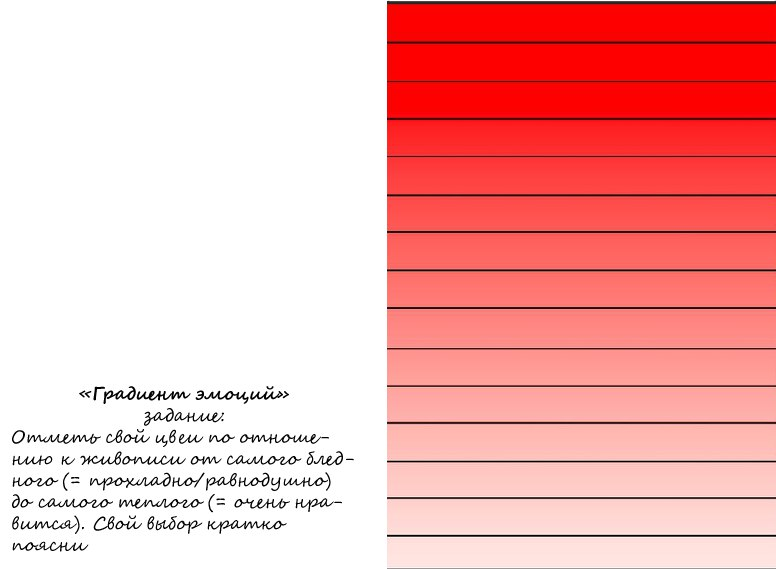 «Градиент эмоций»
задание:
Отметь свой цвеи по отноше-
нию к живописи от самого блед-
ного (= прохладно/равнодушно)
до самого теплого (= очень нра-
вится). Свой выбор кратко
поясни